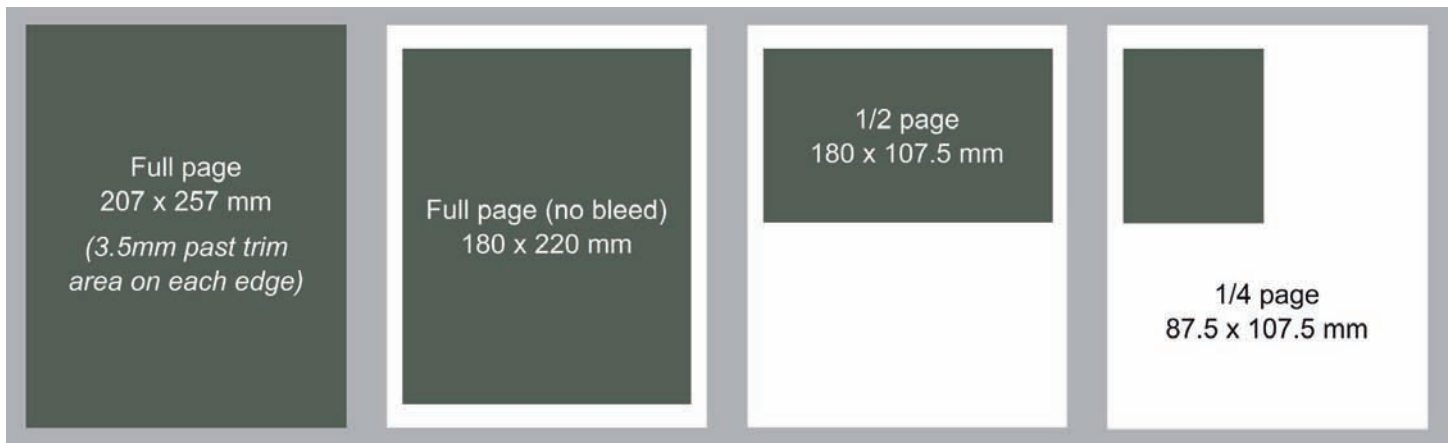 Full page
207 x 257 mm
(3.5mm past trim
area on each edge)
Full page (no bleed)
180 x 220 mm
1/2 page
180 x 107.5 mm
1/4 page
87.5 x 107.5 mm